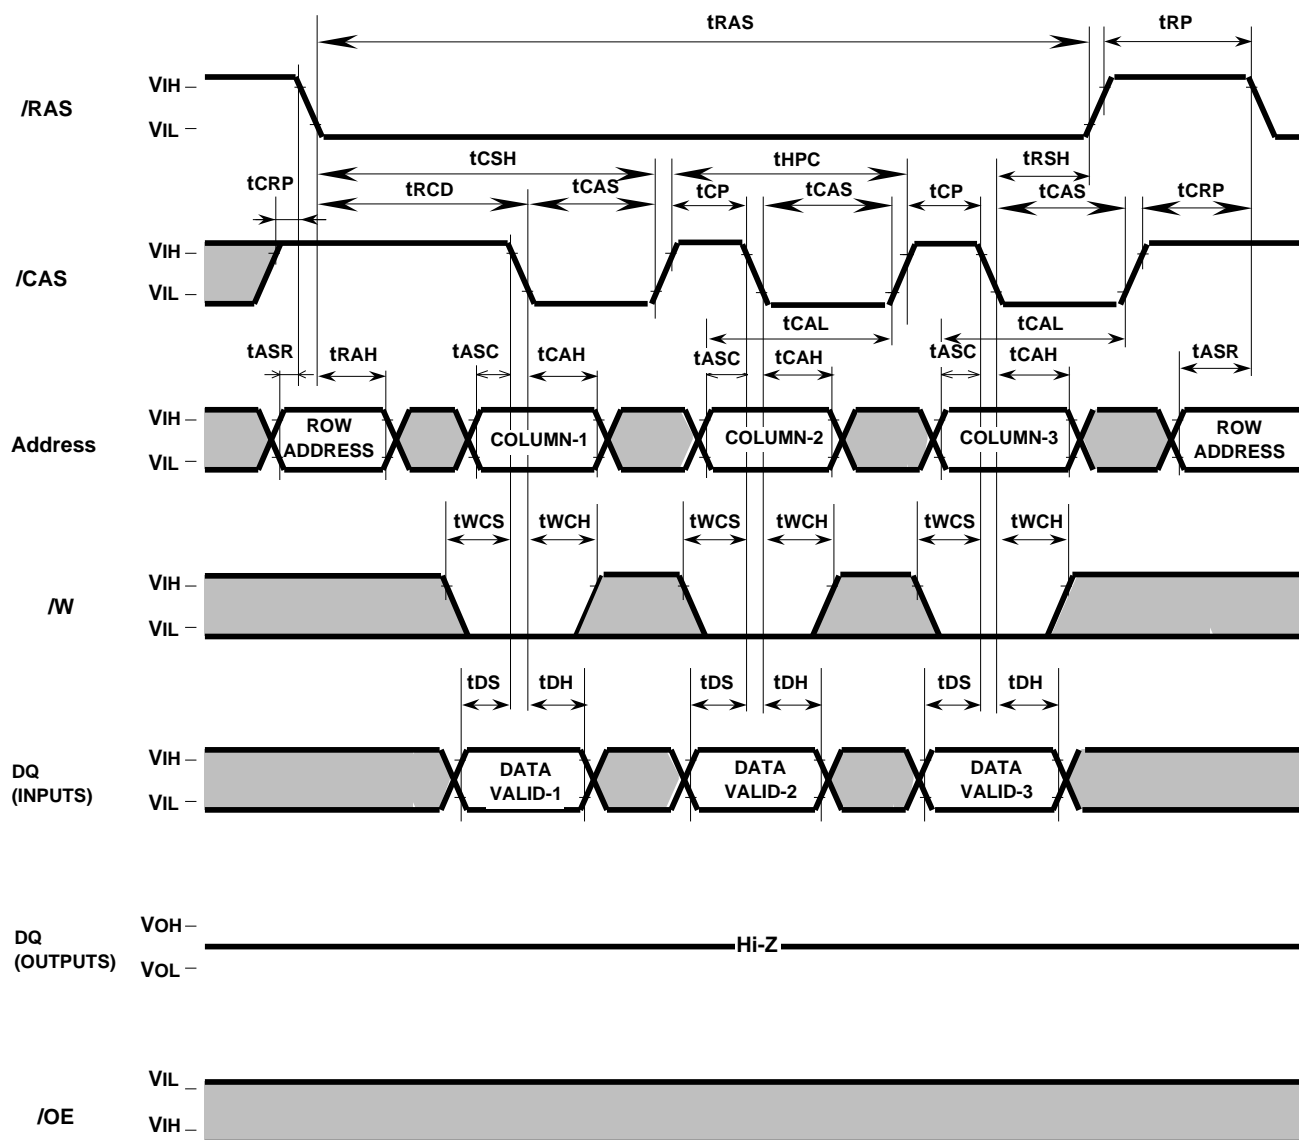 tRAS
tRP
/RAS
VIH
VIL
tCSH
tHPC
tRSH
tCRP
tRCD
tCAS
tCP
tCAS
tCP
tCAS
tCRP
/CAS
VIH
VIL
tCAL
tCAL
tASR
tRAH
tASC
tCAH
tASC
tCAH
tASC
tCAH
tASR
Address
VIH
VIL
ROW
ADDRESS
COLUMN-1
COLUMN-2
COLUMN-3
ROW
ADDRESS
tWCS
tWCH
tWCS
tWCH
tWCS
tWCH
/W
VIH
VIL
tDS
tDH
tDS
tDH
tDS
tDH
DQ
(INPUTS)
VIH
VIL
DATA
VALID-1
DATA
VALID-2
DATA
VALID-3
DQ
(OUTPUTS)
VOH
VOL
Hi-Z
/OE
VIL
VIH